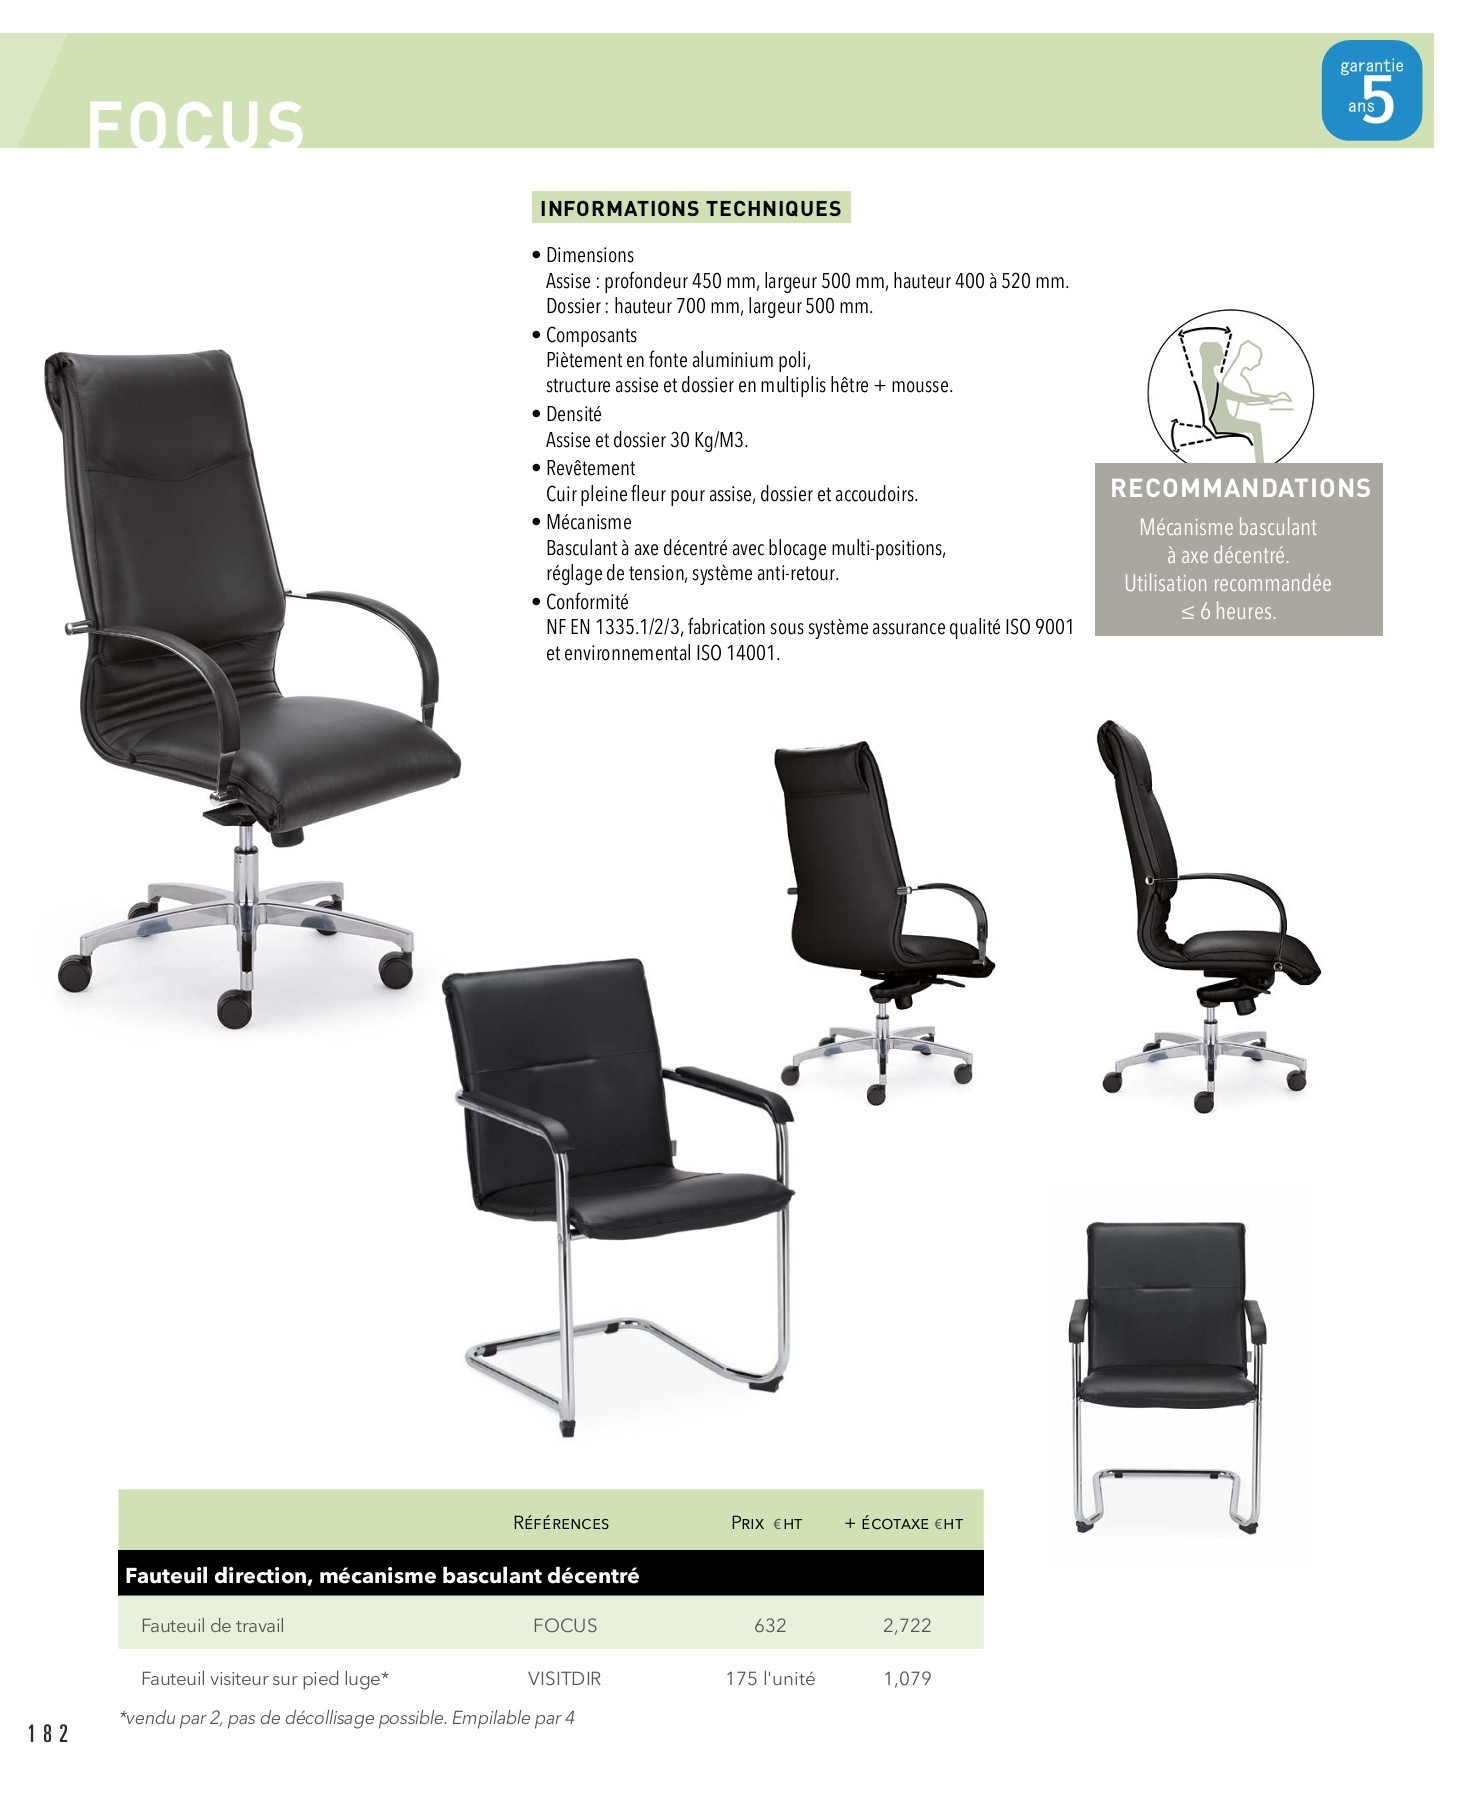 FOCUS
garantie
5
ans
INFORMATIONS TECHNIQUES
• Dimensions
Assise : profondeur 450 mm, largeur 500 mm, hauteur 400 à 520 mm.
Dossier : hauteur 700 mm, largeur 500 mm.
• Composants
Piètement en fonte aluminium poli,
structure assise et dossier en multiplis hêtre + mousse.
• Densité
Assise et dossier 30 Kg/M3.
• Revêtement
Cuir pleine fleur pour assise, dossier et accoudoirs.
• Mécanisme
Basculant à axe décentré avec blocage multi-positions,
réglage de tension, système anti-retour.
• Conformité
NF EN 1335.1/2/3, fabrication sous système assurance qualité ISO 9001
et environnemental ISO 14001.
RECOMMANDATIONS
Mécanisme basculant
à axe décentré.
Utilisation recommandée
≤ 6 heures.
RÉFÉRENCES PRIX €HT + ÉCOTAXE €HT
Fauteuil direction, mécanisme basculant décentré
Fauteuil de travail FOCUS 632 2,722
Fauteuil visiteur sur pied luge* VISITDIR 175 l'unité 1,079
*vendu par 2, pas de décollisage possible. Empilable par 4
182